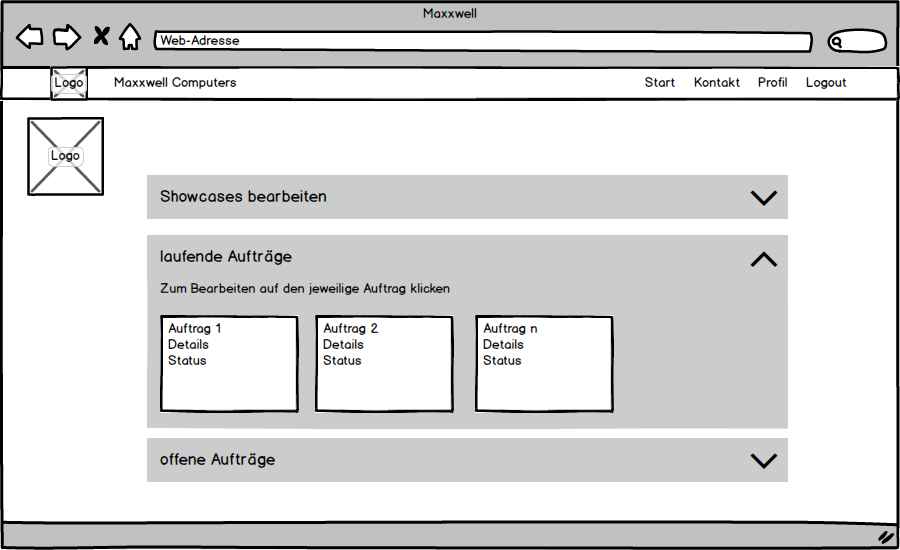 Maxxwell
Web-Adresse
Logo Maxxwell Computers Start Kontakt Profil Logout
Logo
Showcases bearbeiten
laufende Aufträge
Zum Bearbeiten auf den jeweilige Auftrag klicken
Auftrag 1
Details
Status
Auftrag 2
Details
Status
Auftrag n
Details
Status
offene Aufträge